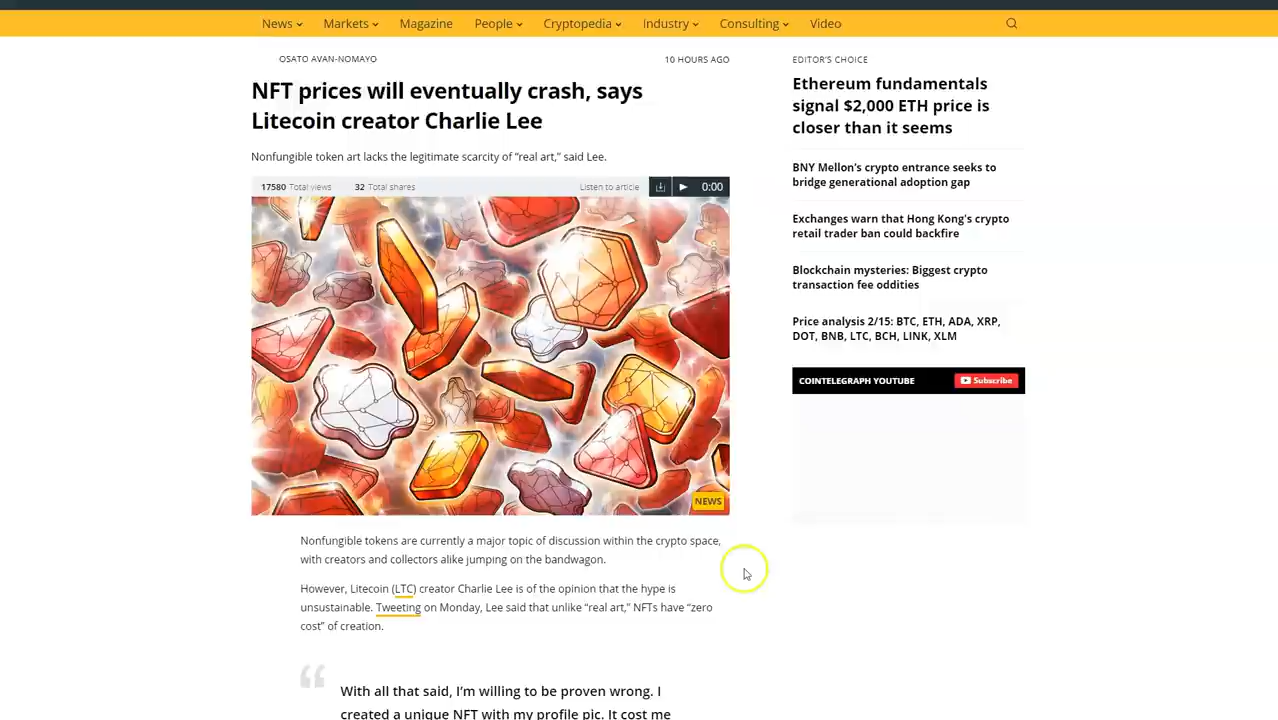 News Markets Magazine People Cryptopedia Industry Consulting Video
OSATO AVAN-NOMAYO
10 HOURS AGO
NFT prices will eventually crash, says
Litecoin creator Charlie Lee
Nonfungible token art lacks the legitimate scarcity of “real art,” said Lee.
17580 Total views 32 Total shares Listen to article 0:00
NEWS
Nonfungible tokens are currently a major topic of discussion within the crypto space,
with creators and collectors alike jumping on the bandwagon.
However, Litecoin (LTC) creator Charlie Lee is of the opinion that the hype is
unsustainable. Tweeting on Monday, Lee said that unlike “real art,” NFTs have “zero
cost” of creation.
“
With all that said, I’m willing to be proven wrong. I
created a unique NFT with my profile pic. It cost me
EDITOR’S CHOICE
Ethereum fundamentals
signal $2,000 ETH price is
closer than it seems
BNY Mellon’s crypto entrance seeks to
bridge generational adoption gap
Exchanges warn that Hong Kong’s crypto
retail trader ban could backfire
Blockchain mysteries: Biggest crypto
transaction fee oddities
Price analysis 2/15: BTC, ETH, ADA, XRP,
DOT, BNB, LTC, BCH, LINK, XLM
COINTELEGRAPH YOUTUBE Subscribe